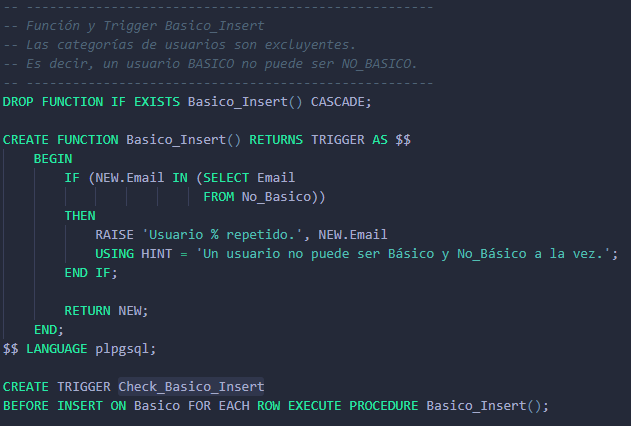 -- ----------------------------------------------------
-- Función y Trigger Basico_Insert
-- Las categorías de usuarios son excluyentes.
-- Es decir, un usuario BASICO no puede ser NO_BASICO.
-- ----------------------------------------------------
DROP FUNCTION IF EXISTS Basico_Insert() CASCADE;

CREATE FUNCTION Basico_Insert() RETURNS TRIGGER AS $$
    BEGIN
        IF (NEW.Email IN (SELECT Email
                          FROM No_Basico))
        THEN
            RAISE 'Usuario % repetido.', NEW.Email
            USING HINT = 'Un usuario no puede ser Básico y No_Básico a la vez.';
        END IF;

        RETURN NEW;
    END;
$$ LANGUAGE plpgsql;

CREATE TRIGGER Check_Basico_Insert
BEFORE INSERT ON Basico FOR EACH ROW EXECUTE PROCEDURE Basico_Insert();